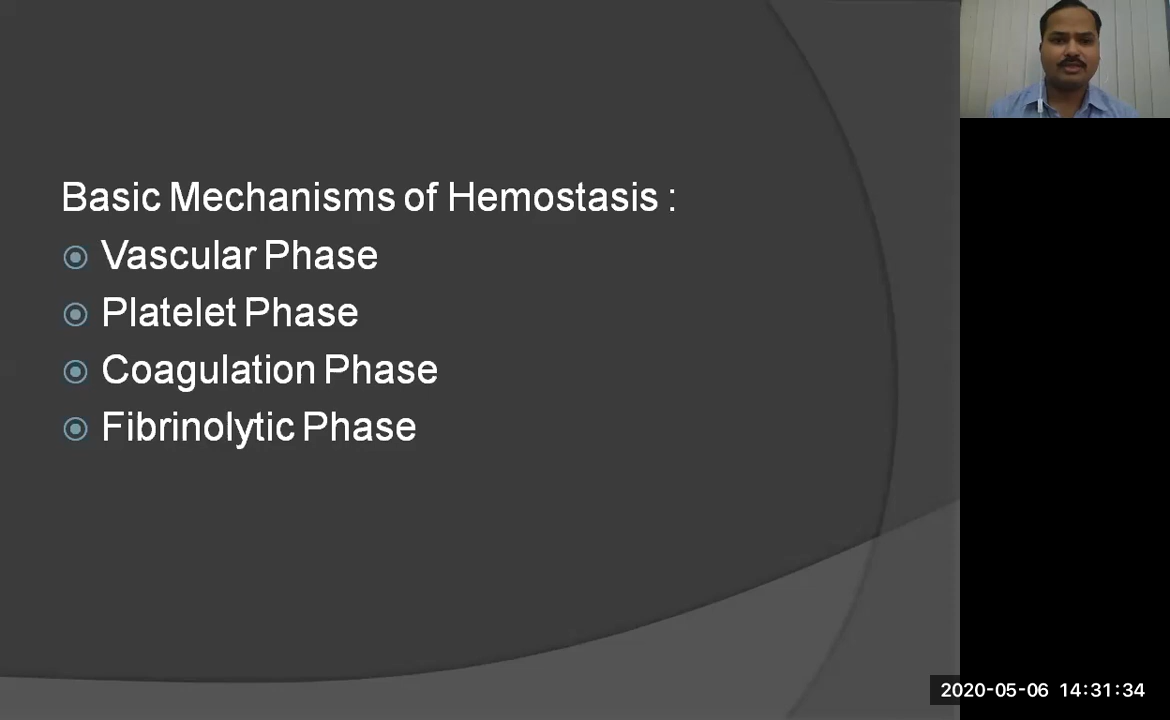 Basic Mechanisms of Hemostasis :
Vascular Phase
Platelet Phase
Coagulation Phase
Fibrinolytic Phase
2020-05-06 14:31:34